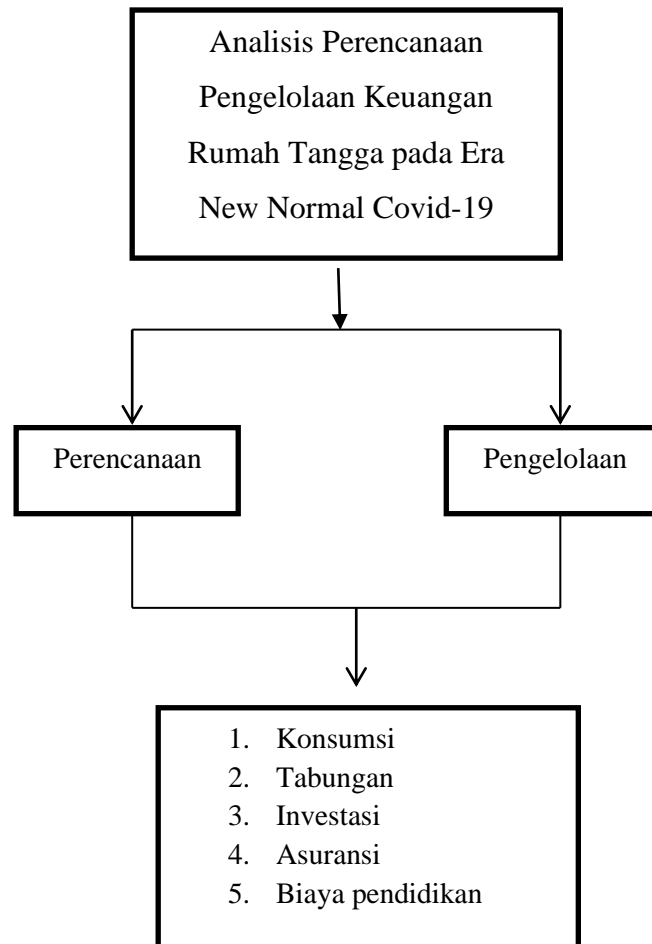 Analisis Perencanaan
Pengelolaan Keuangan
Rumah Tangga pada Era
New Normal Covid-19
Perencanaan
Pengelolaan
1. Konsumsi
2. Tabungan
3. Investasi
4. Asuransi
5. Biaya pendidikan